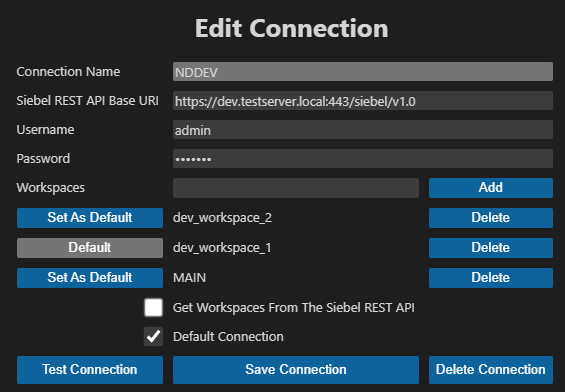 Edit Connection
Connection Name NDDEV
Siebel REST API Base URI https://dev.testserver.local:443/siebel/v1.0
Username admin
Password •••••••
Workspaces Add
Set As Default dev_workspace_2 Delete
Default dev_workspace_1 Delete
Set As Default MAIN Delete
Get Workspaces From The Siebel REST API
Default Connection
Test Connection Save Connection Delete Connection